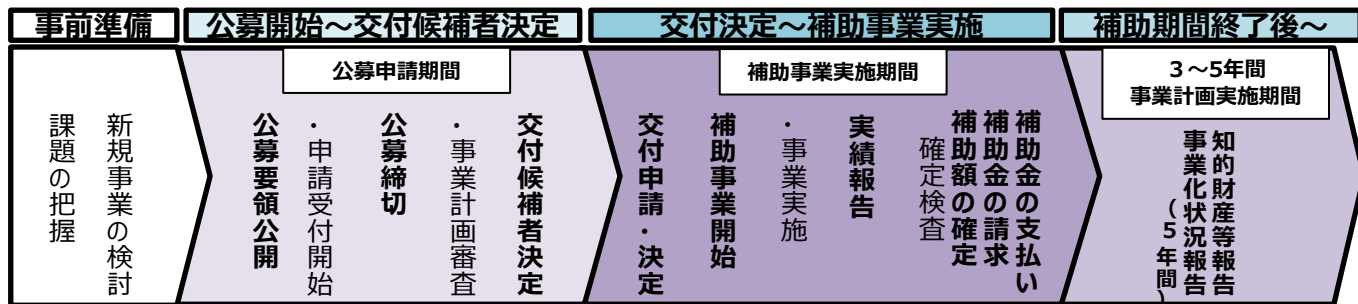 事前準備
公募開始～交付候補者決定
交付決定～補助事業実施
補助期間終了後～
課題の把握
新規事業の検討
公募申請期間
公募要領公開
・申請受付開始
公募締切
・事業計画審査
交付候補者決定
補助事業実施期間
交付申請・決定
補助事業開始
・事業実施
実績報告
確定検査
補助額の確定
補助金の請求
補助金の支払い
３～5年間
事業計画実施期間
事業化状況報告
知的財産等報告
(５年間)